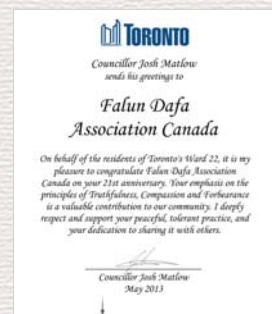 TORONTO
Councillor Josh Matlow
sends his greetings to
Falun Dafa
Association Canada
On behalf of the residents of Toronto's Ward 22, it is my
pleasure to congratulate Falun Dafa Association
Canada on your 21st anniversary. Your emphasis on the
principles of Truthfulness, Compassion and Forbearance
is a valuable contribution to our community. I deeply
respect and support your peaceful, tolerant practice, and
your dedication to sharing it with others.
Councillor Josh Matlow
May 2013